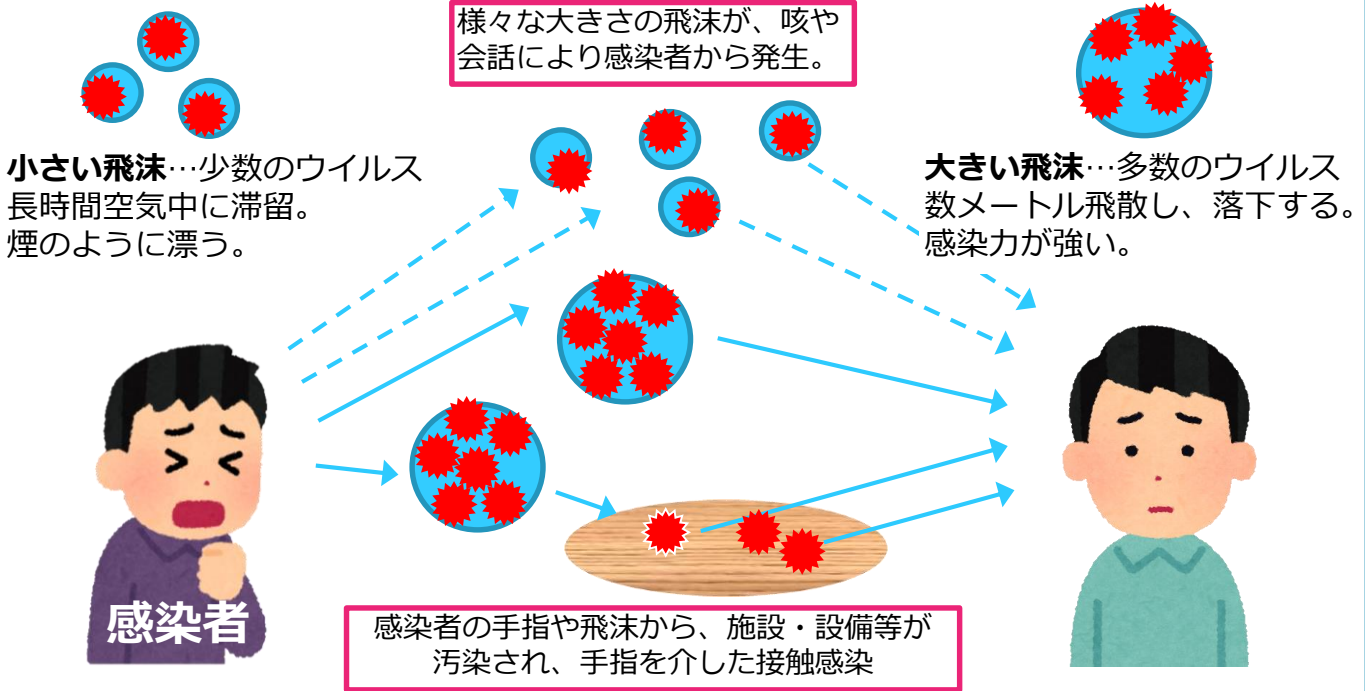 様々な大きさの飛沫が、咳や
会話により感染者から発生。
小さい飛沫…少数のウイルス
長時間空気中に滞留。
煙のように漂う。
大きい飛沫…多数のウイルス
数メートル飛散し、落下する。
感染力が強い。
感染者
感染者の手指や飛沫から、施設・設備等が
汚染され、手指を介した接触感染